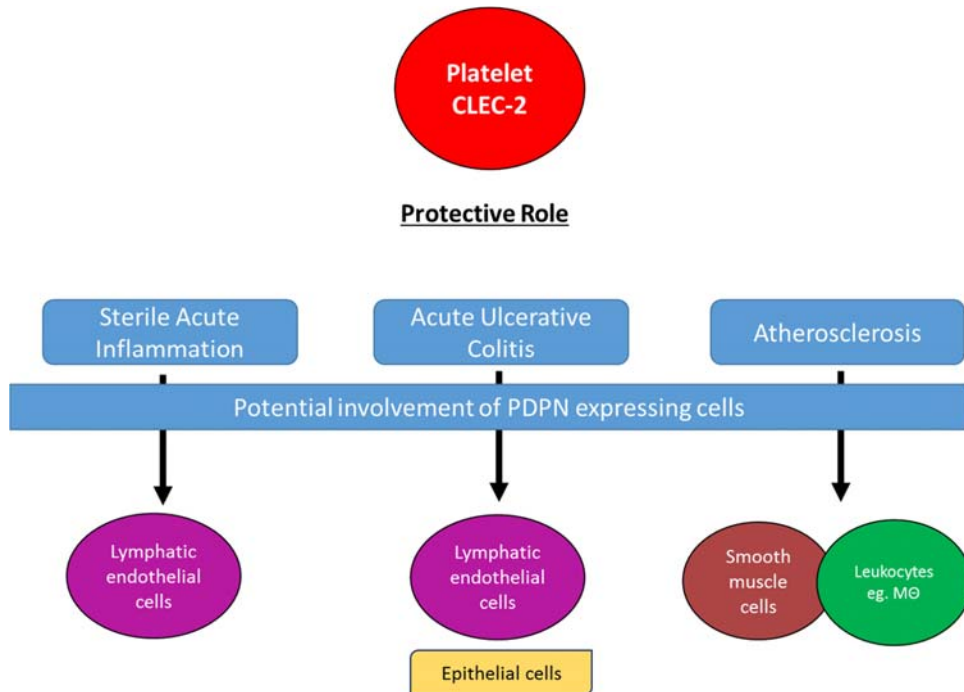 Platelet
CLEC-2
Protective Role
Sterile Acute
Inflammation
Acute Ulcerative
Colitis
Atherosclerosis
Potential involvement of PDPN expressing cells
Lymphatic
endothelial
cells
Lymphatic
endothelial
cells
Smooth
muscle
cells
Leukocytes
eg. MΘ
Epithelial cells